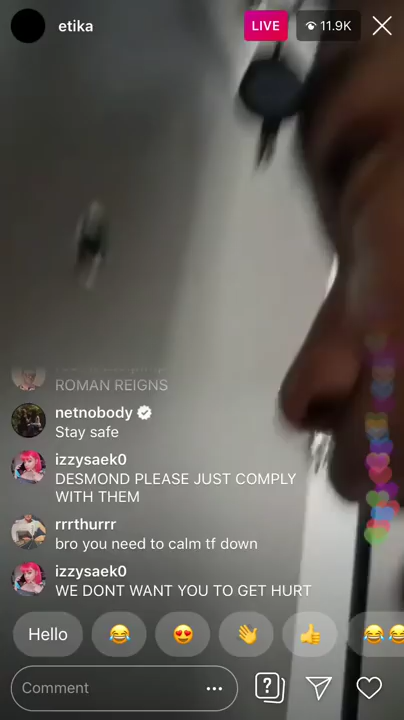 etika
LIVE
11.9K
ROMAN REIGNS
netnobody
Stay safe
izzysaek0
DESMOND PLEASE JUST COMPLY
WITH THEM
rrrthurrr
bro you need to calm tf down
izzysaek0
WE DONT WANT YOU TO GET HURT
Hello
Comment